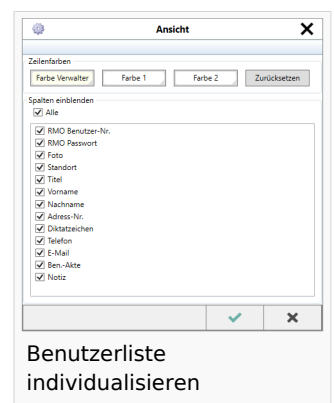 Ansicht
Zeilenfarben
Farbe Verwalter Farbe 1 Farbe 2 Zurücksetzen
Spalten einblenden
Alle
RMO Benutzer-Nr.
RMO Passwort
Foto
Standort
Titel
Vorname
Nachname
Adress-Nr.
Diktatzeichen
Telefon
E-Mail
Ben.-Akte
Notiz
Benutzerliste
individualisieren